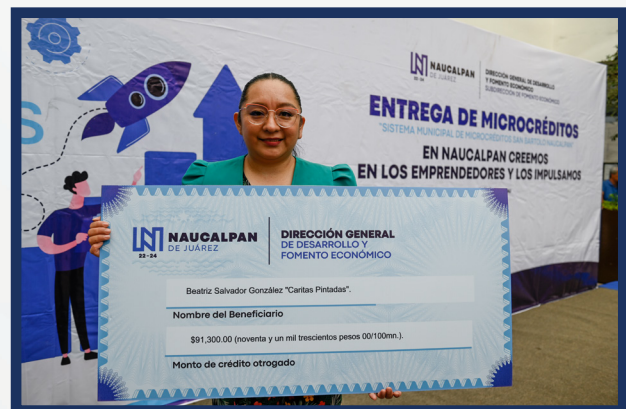 NAUCALPAN
DE JUÁREZ
22-24
DIRECCIÓN GENERAL DE DESARROLLO
Y FOMENTO ECONÓMICO
SUBDIRECCIÓN DE FOMENTO ECONÓMICO
ENTREGA DE MICROCRÉDITOS
"SISTEMA MUNICIPAL DE MICROCRÉDITOS SAN BARTOLO NAUCALPAN"
EN NAUCALPAN CREEMOS
EN LOS EMPRENDEDORES Y LOS IMPULSAMOS
S
NAUCALPAN
DE JUÁREZ
22-24
DIRECCIÓN GENERAL
DE DESARROLLO Y
FOMENTO ECONÓMICO
Beatriz Salvador González "Caritas Pintadas".
Nombre del Beneficiario
$91,300.00 (noventa y un mil trescientos pesos 00/100mn.).
Monto de crédito otrogado